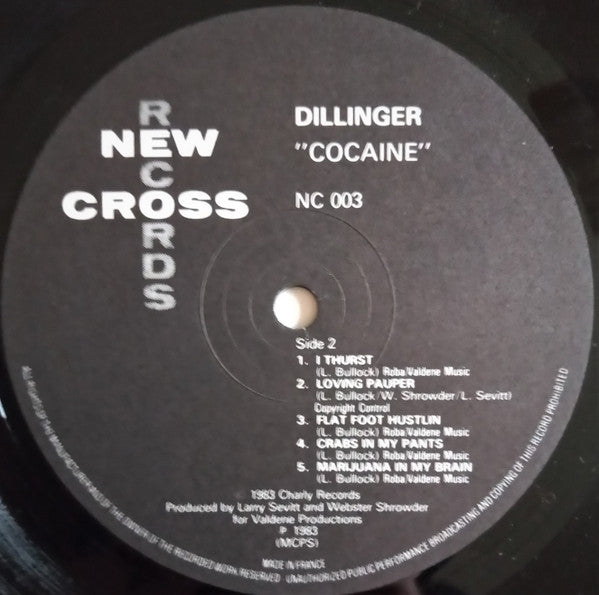 RECORDS
NEW
CROSS
DILLINGER
"COCAINE"
NC 003
Side 2
1. I THURST
(L. Bullock) Roba/Valdene Music
2. LOVING PAUPER
(L. Bullock/W. Shrowder/L. Sevitt)
Copyright Control
3. FLAT FOOT HUSTLIN
(L. Bullock) Roba/Valdene Music
4. CRABS IN MY PANTS
(L. Bullock) Roba/Valdene Music
5. MARIJUANA IN MY BRAIN
(L. Bullock) Roba/Valdene Music
© 1983 Charly Records
Produced by Larry Sevitt and Webster Shrowder
for Valdene Productions
P 1983
(MCPS)
MADE IN FRANCE
ALL RIGHTS OF THE MANUFACTURER AND OF THE OWNER OF THE RECORDED WORK RESERVED · UNAUTHORIZED PUBLIC PERFORMANCE BROADCASTING AND COPYING OF THIS RECORD PROHIBITED